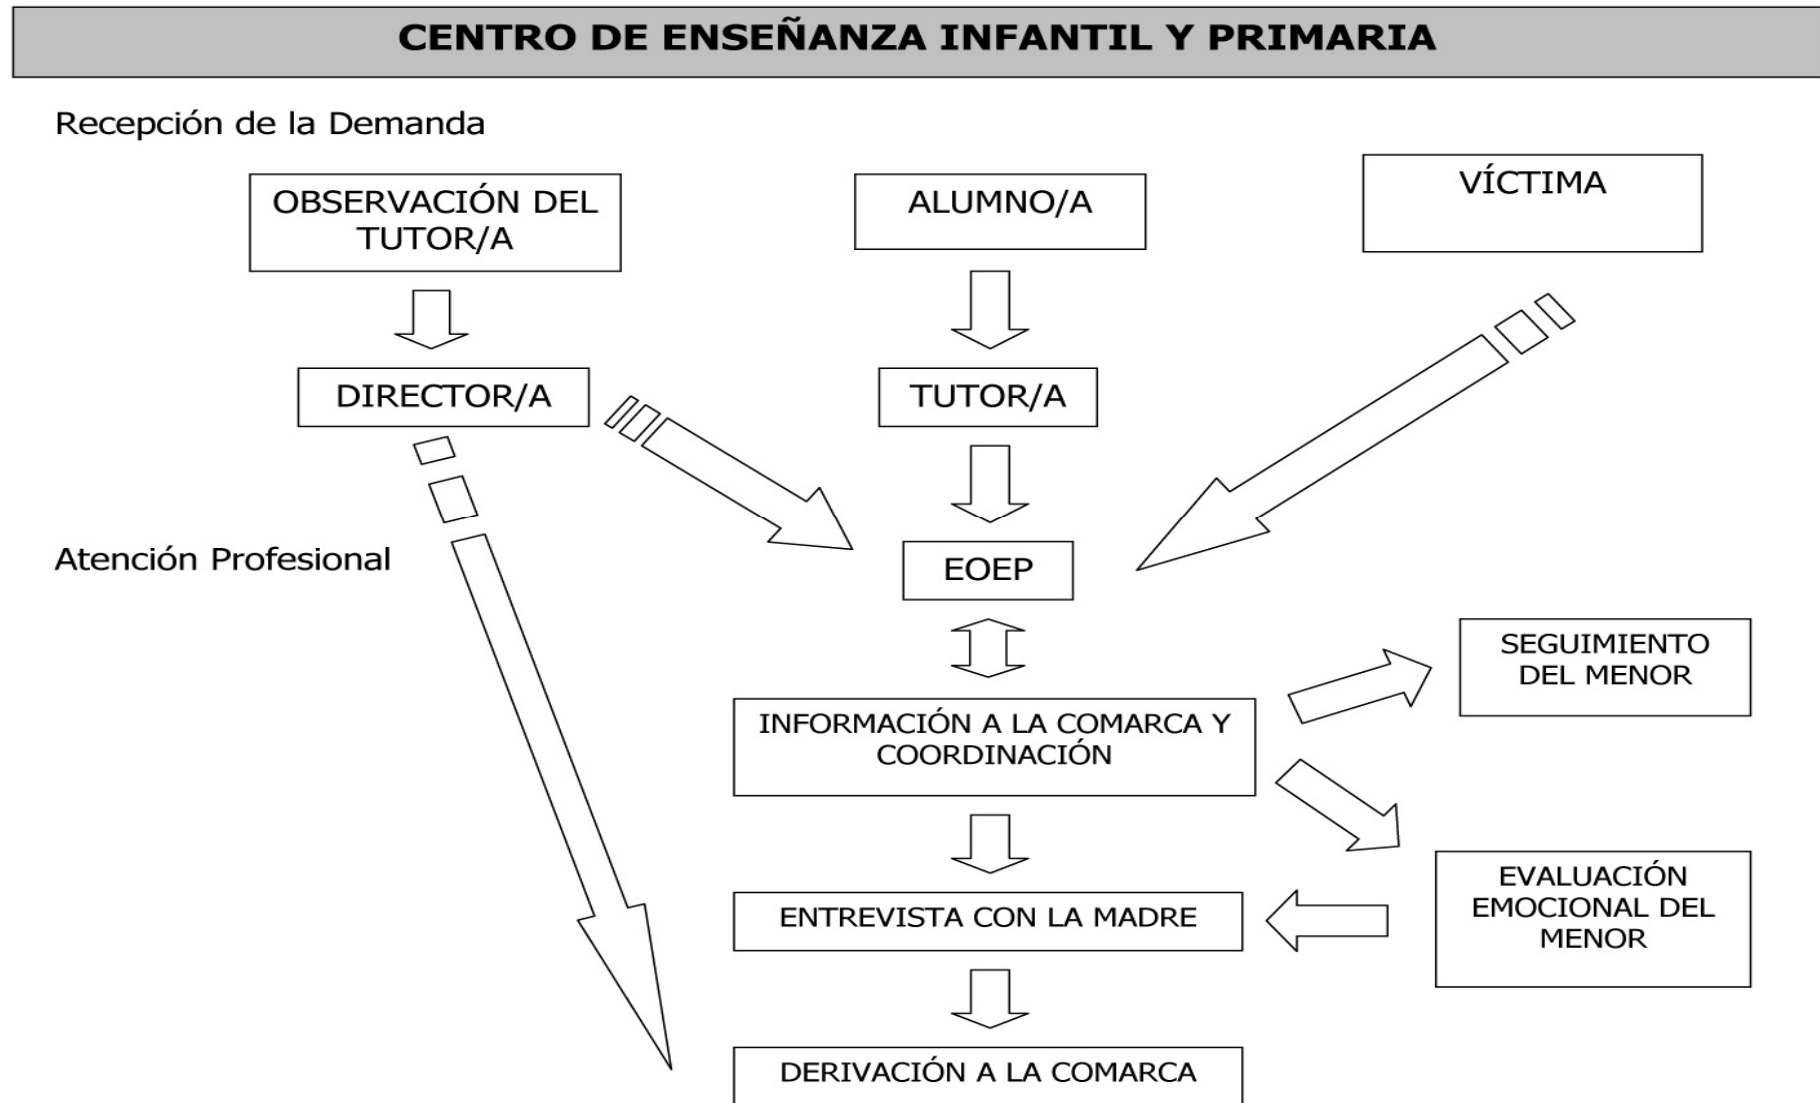 CENTRO DE ENSEÑANZA INFANTIL Y PRIMARIA
Recepción de la Demanda
OBSERVACIÓN DEL
TUTOR/A
ALUMNO/A
VÍCTIMA
DIRECTOR/A
TUTOR/A
Atención Profesional
EOEP
SEGUIMIENTO
DEL MENOR
INFORMACIÓN A LA COMARCA Y
COORDINACIÓN
EVALUACIÓN
EMOCIONAL DEL
MENOR
ENTREVISTA CON LA MADRE
DERIVACIÓN A LA COMARCA